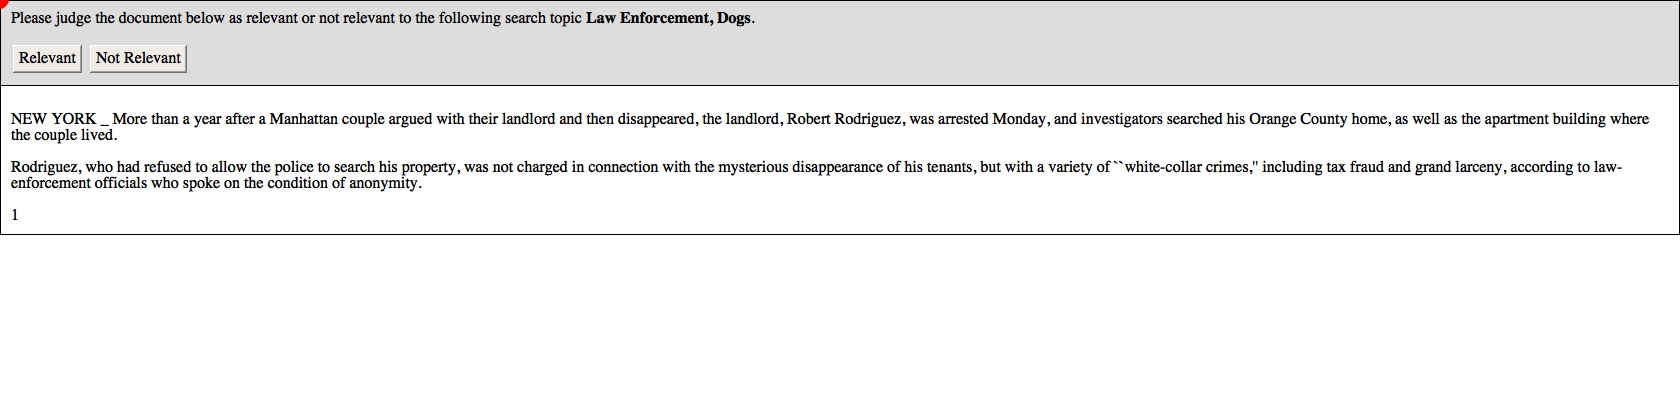 Please judge the document below as relevant or not relevant to the following search topic Law Enforcement, Dogs.
Relevant Not Relevant
NEW YORK _ More than a year after a Manhattan couple argued with their landlord and then disappeared, the landlord, Robert Rodriguez, was arrested Monday, and investigators searched his Orange County home, as well as the apartment building where
the couple lived.
Rodriguez, who had refused to allow the police to search his property, was not charged in connection with the mysterious disappearance of his tenants, but with a variety of ``white-collar crimes,'' including tax fraud and grand larceny, according to law-
enforcement officials who spoke on the condition of anonymity.
1